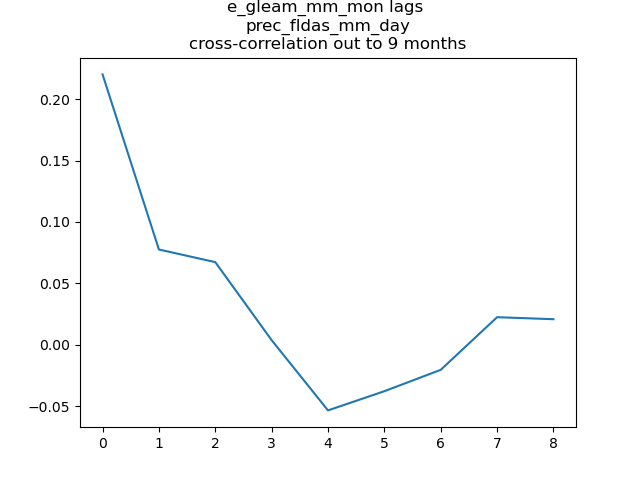 e_gleam_mm_mon lags
prec_fldas_mm_day
cross-correlation out to 9 months
0.20
0.15
0.10
0.05
0.00
−0.05
0 1 2 3 4 5 6 7 8